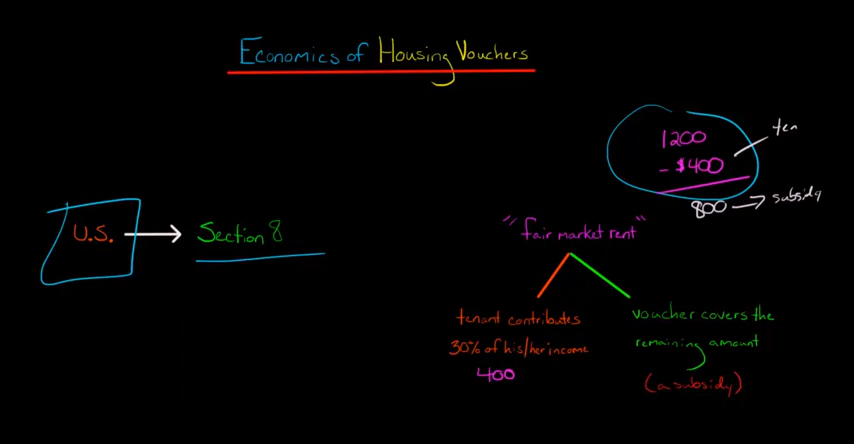 Economics of Housing Vouchers
1200
- $400
ten
800 → subsidy
U.S. → Section 8
"fair market rent"
tenant contributes
30% of his/her income
400
voucher covers the
remaining amount
(a subsidy)